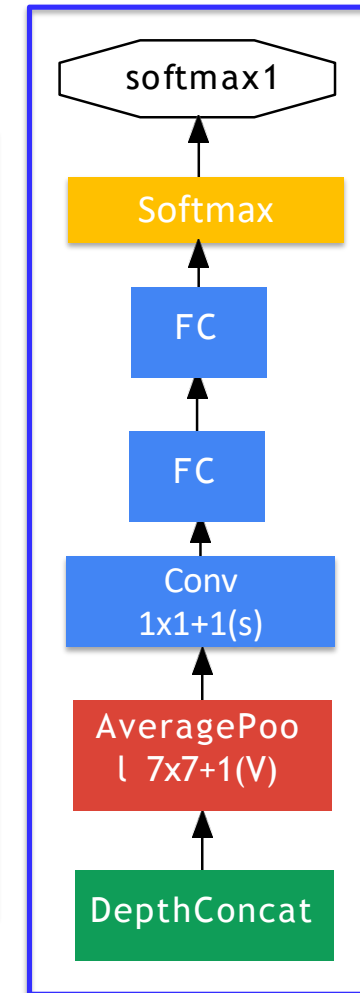 softmax1
Softmax
FC
FC
Conv
1x1+1(s)
AveragePoo
l 7x7+1(V)
DepthConcat